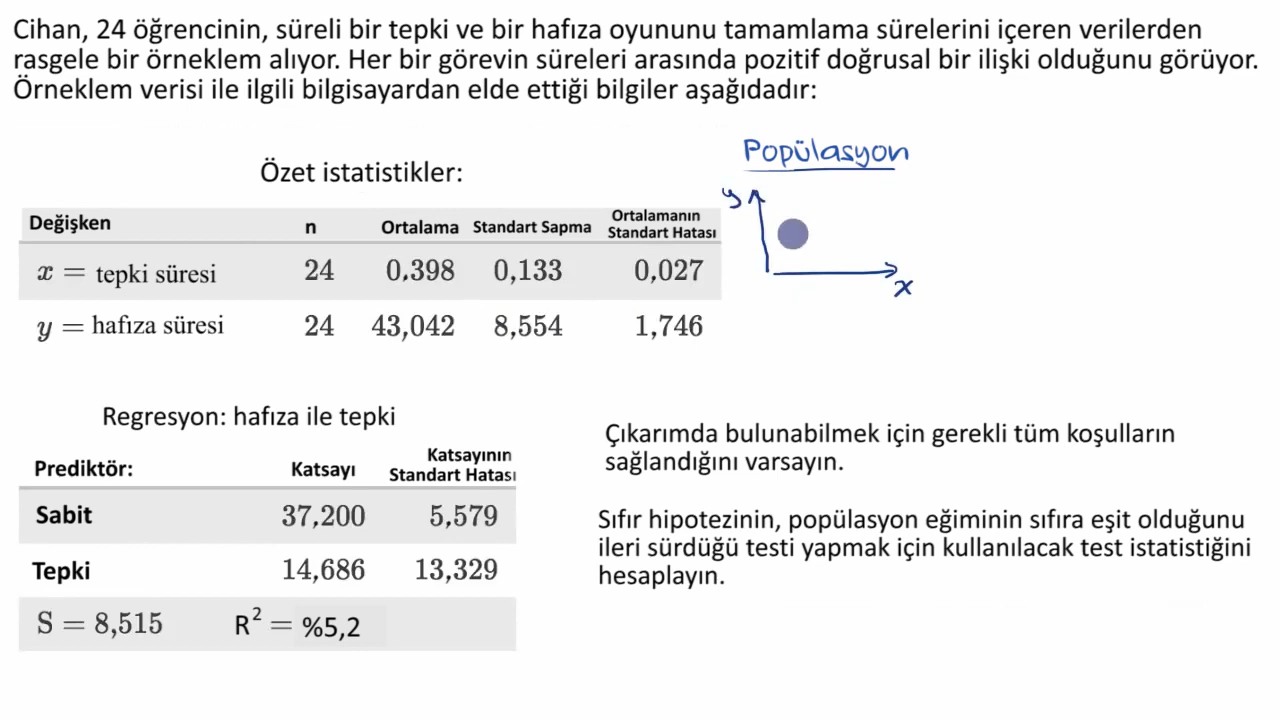 Cihan, 24 öğrencinin, süreli bir tepki ve bir hafıza oyununu tamamlama sürelerini içeren verilerden
rasgele bir örneklem alıyor. Her bir görevin süreleri arasında pozitif doğrusal bir ilişki olduğunu görüyor.
Örneklem verisi ile ilgili bilgisayardan elde ettiği bilgiler aşağıdadır:
Popülasyon
y
x
Özet istatistikler:
Değişken n Ortalama Standart Sapma Ortalamanın Standart Hatası
x = tepki süresi 24 0.398 0,133 0,027
y = hafıza süresi 24 43,042 8,554 1,746
Regresyon: hafıza ile tepki
Prediktör: Katsayı Katsayının Standart Hatası
Sabit 37,200 5,579
Tepki 14,686 13,329
S = 8,515 R² = %5,2
Çıkarımda bulunabilmek için gerekli tüm koşulların
sağlandığını varsayın.
Sıfır hipotezinin, popülasyon eğiminin sıfıra eşit olduğunu
ileri sürdüğü testi yapmak için kullanılacak test istatistiğini
hesaplayın.